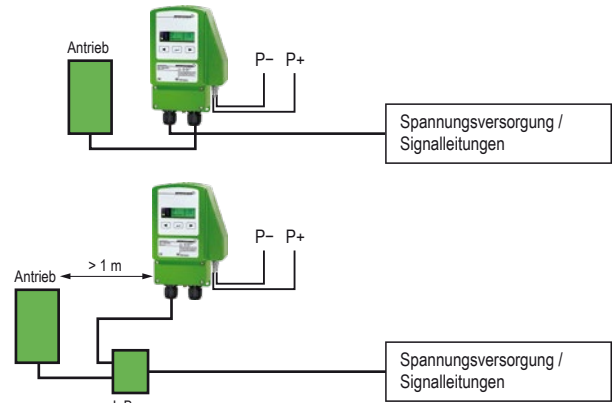 Antrieb
P− P+
Spannungsversorgung /
Signalleitungen
> 1 m
Antrieb
P− P+
Spannungsversorgung /
Signalleitungen